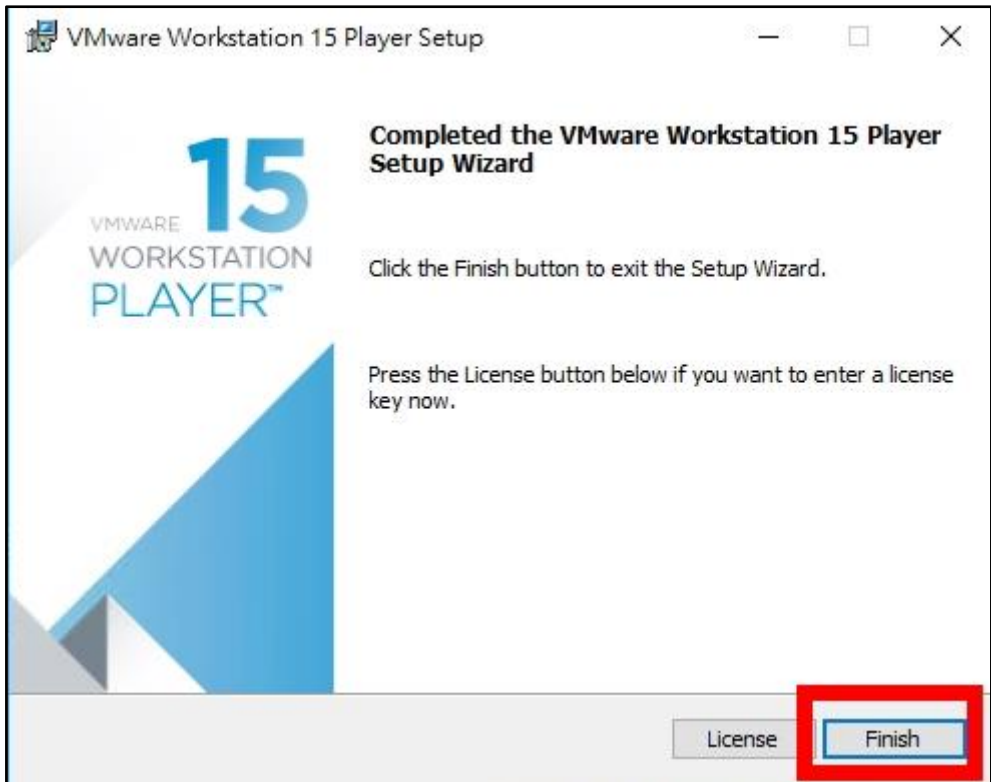 VMware Workstation 15 Player Setup
15
VMWARE
WORKSTATION
PLAYER™
Completed the VMware Workstation 15 Player
Setup Wizard
Click the Finish button to exit the Setup Wizard.
Press the License button below if you want to enter a license
key now.
License
Finish